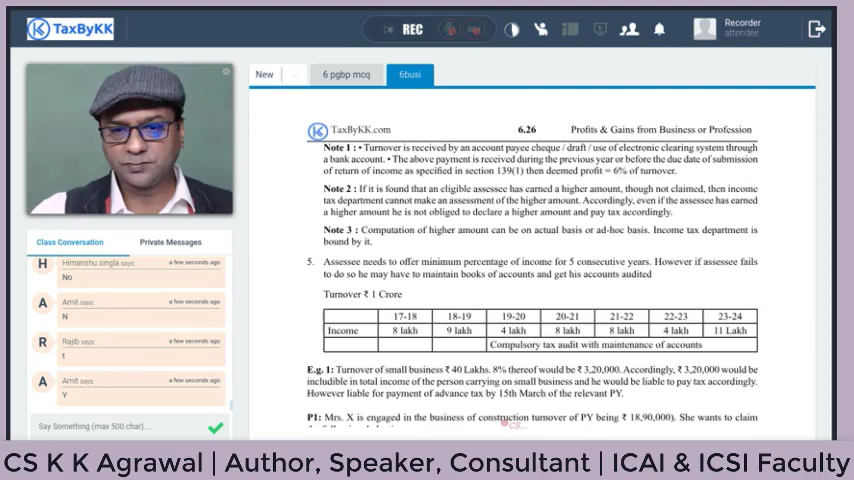 TaxByKK
REC
Recorder
attendee
New
6 pgbp mcq
6busi
TaxByKK.com
6.26
Profits & Gains from Business or Profession
Note 1 : • Turnover is received by an account payee cheque / draft / use of electronic clearing system through
a bank account. • The above payment is received during the previous year or before the due date of submission
of return of income as specified in section 139(1) then deemed profit = 6% of turnover.
Note 2 : If it is found that an eligible assessee has earned a higher amount, though not claimed, then income
tax department cannot make an assessment of the higher amount. Accordingly, even if the assessee has earned
a higher amount he is not obliged to declare a higher amount and pay tax accordingly.
Note 3 : Computation of higher amount can be on actual basis or ad-hoc basis. Income tax department is
bound by it.
5. Assessee needs to offer minimum percentage of income for 5 consecutive years. However if assessee fails
to do so he may have to maintain books of accounts and get his accounts audited
Turnover ₹ 1 Crore
17-18 18-19 19-20 20-21 21-22 22-23 23-24
Income 8 lakh 9 lakh 4 lakh 8 lakh 8 lakh 4 lakh 11 Lakh
Compulsory tax audit with maintenance of accounts
E.g. 1: Turnover of small business ₹ 40 Lakhs. 8% thereof would be ₹ 3,20,000. Accordingly, ₹ 3,20,000 would be
includible in total income of the person carrying on small business and he would be liable to pay tax accordingly.
However liable for payment of advance tax by 15th March of the relevant PY.
P1: Mrs. X is engaged in the business of construction turnover of PY being ₹ 18,90,000). She wants to claim
CS...
Class Conversation
Private Messages
H
Himanshu singla says:
a few seconds ago
No
A
Amit says:
a few seconds ago
N
R
Rajib says:
a few seconds ago
t
A
Amit says:
a few seconds ago
Y
Say Something (max 500 char) ...
CS K K Agrawal | Author, Speaker, Consultant | ICAI & ICSI Faculty